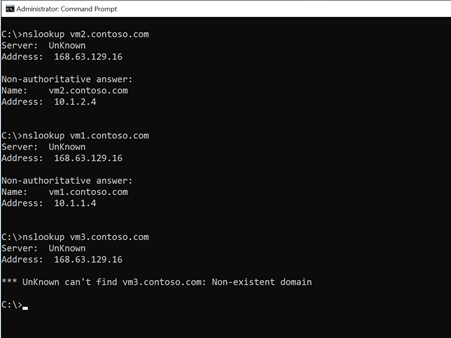 Administrator: Command Prompt
C:\>nslookup vm2.contoso.com
Server:  UnKnown
Address:  168.63.129.16
Non-authoritative answer:
Name:    vm2.contoso.com
Address:  10.1.2.4
C:\>nslookup vm1.contoso.com
Server:  UnKnown
Address:  168.63.129.16
Non-authoritative answer:
Name:    vm1.contoso.com
Address:  10.1.1.4
C:\>nslookup vm3.contoso.com
Server:  UnKnown
Address:  168.63.129.16
*** UnKnown can't find vm3.contoso.com: Non-existent domain
C:\>